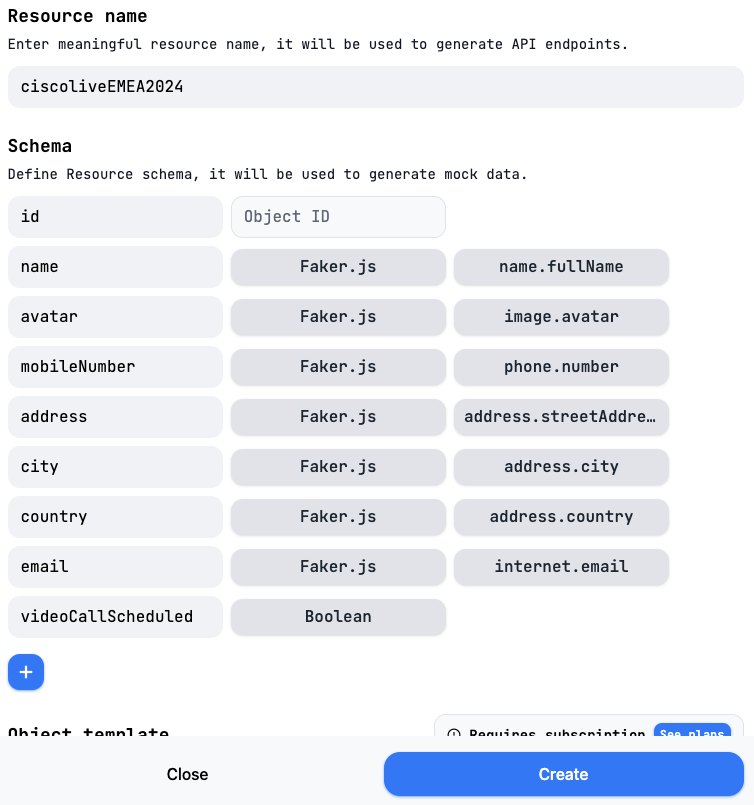 Resource name
Enter meaningful resource name, it will be used to generate API endpoints.
ciscoliveEMEA2024
Schema
Define Resource schema, it will be used to generate mock data.
id Object ID
name Faker.js name.fullName
avatar Faker.js image.avatar
mobileNumber Faker.js phone.number
address Faker.js address.streetAddre…
city Faker.js address.city
country Faker.js address.country
email Faker.js internet.email
videoCallScheduled Boolean
+
Object template Requires subscription See plans
Close Create